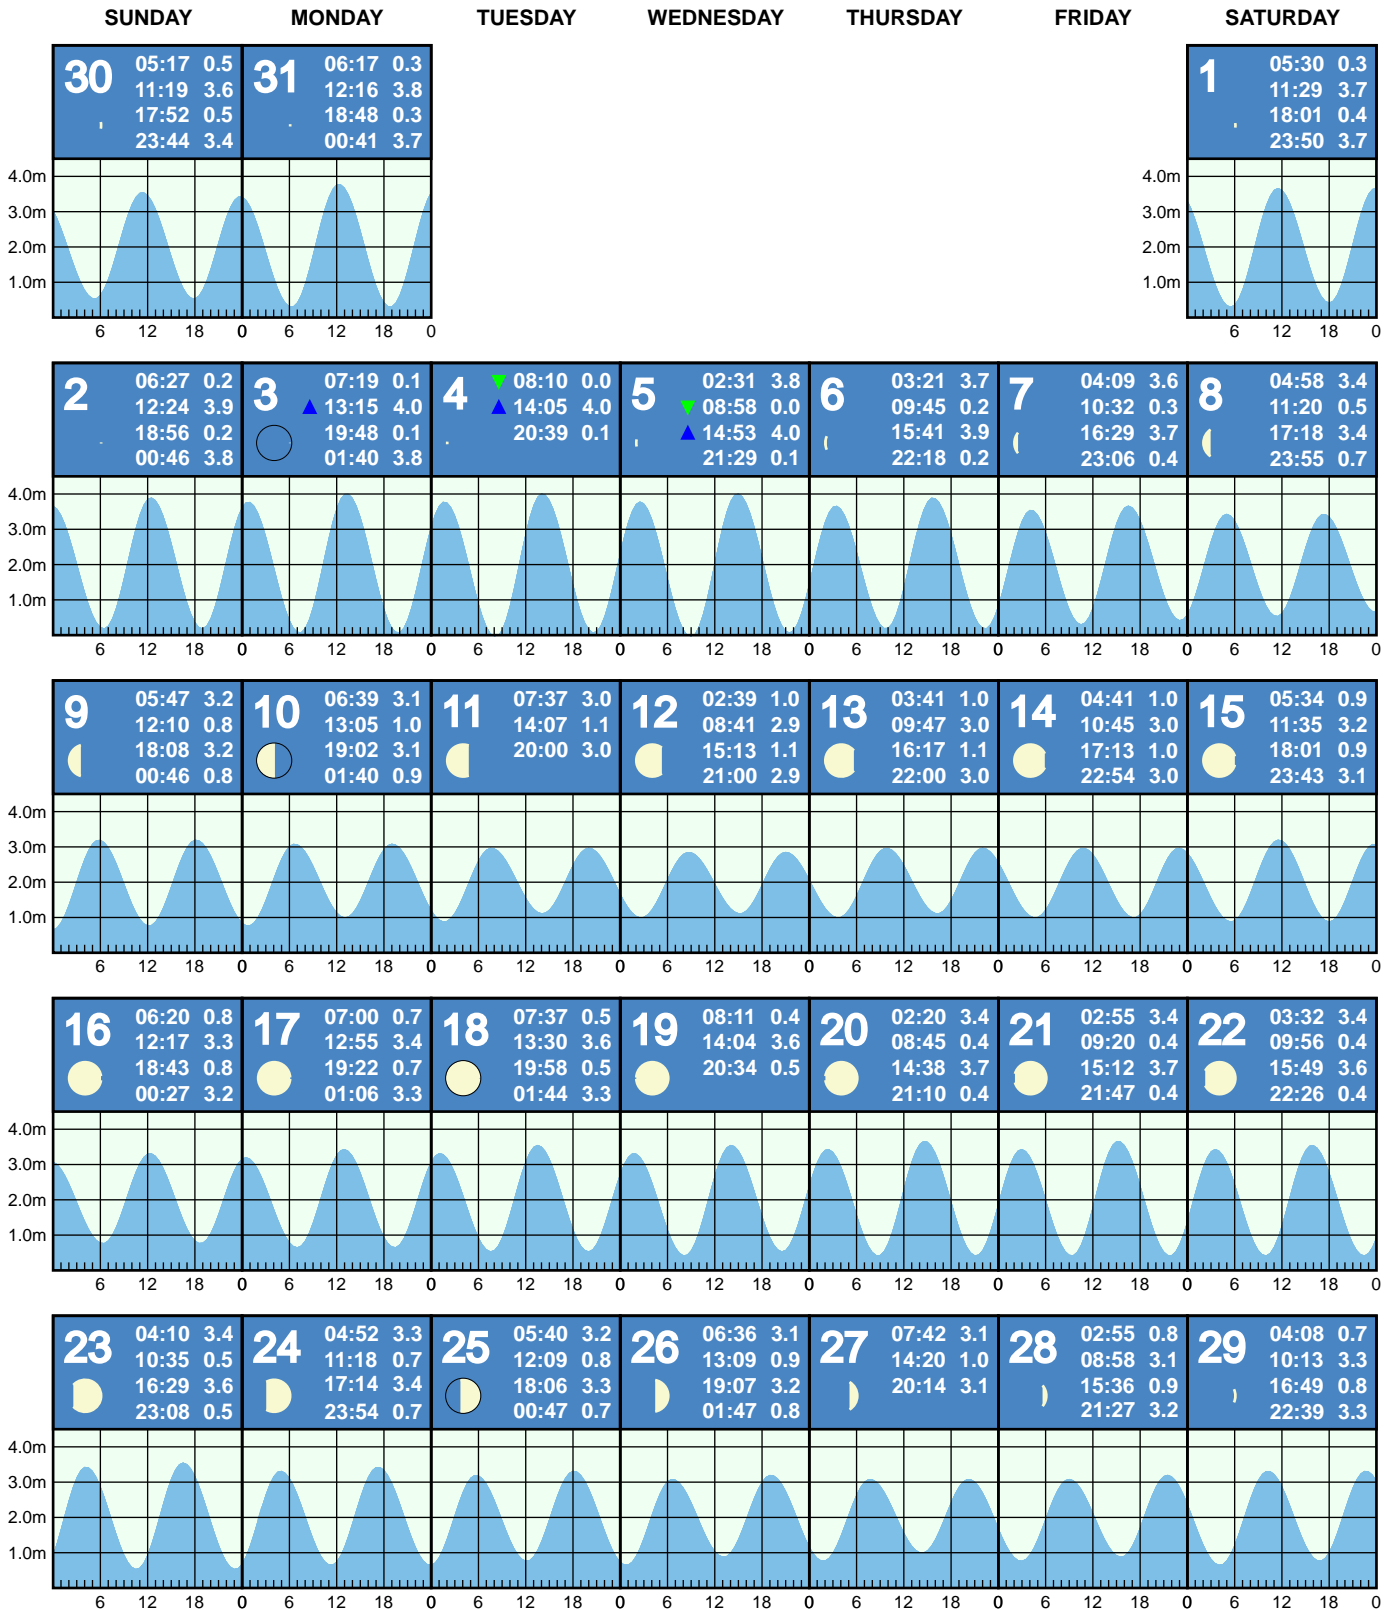 SUNDAY MONDAY TUESDAY WEDNESDAY THURSDAY FRIDAY SATURDAY
30 05:17 0.5
11:19 3.6
17:52 0.5
23:44 3.4
31 06:17 0.3
12:16 3.8
18:48 0.3
00:41 3.7
1 05:30 0.3
11:29 3.7
18:01 0.4
23:50 3.7
4.0m 4.0m
3.0m 3.0m
2.0m 2.0m
1.0m 1.0m
6 12 18 0 0 6 12 18 0 6 12 18 0
2 06:27 0.2
12:24 3.9
18:56 0.2
00:46 3.8
3 07:19 0.1
13:15 4.0
19:48 0.1
01:40 3.8
4 08:10 0.0
14:05 4.0
20:39 0.1
5 02:31 3.8
08:58 0.0
14:53 4.0
21:29 0.1
6 03:21 3.7
09:45 0.2
15:41 3.9
22:18 0.2
7 04:09 3.6
10:32 0.3
16:29 3.7
23:06 0.4
8 04:58 3.4
11:20 0.5
17:18 3.4
23:55 0.7
4.0m
3.0m
2.0m
1.0m
6 12 18 0 0 6 12 18 0 0 6 12 18 0 0 6 12 18 0 0 6 12 18 0 0 6 12 18 0 0 6 12 18 0
9 05:47 3.2
12:10 0.8
18:08 3.2
00:46 0.8
10 06:39 3.1
13:05 1.0
19:02 3.1
01:40 0.9
11 07:37 3.0
14:07 1.1
20:00 3.0
12 02:39 1.0
08:41 2.9
15:13 1.1
21:00 2.9
13 03:41 1.0
09:47 3.0
16:17 1.1
22:00 3.0
14 04:41 1.0
10:45 3.0
17:13 1.0
22:54 3.0
15 05:34 0.9
11:35 3.2
18:01 0.9
23:43 3.1
4.0m
3.0m
2.0m
1.0m
6 12 18 0 0 6 12 18 0 0 6 12 18 0 0 6 12 18 0 0 6 12 18 0 0 6 12 18 0 0 6 12 18 0
16 06:20 0.8
12:17 3.3
18:43 0.8
00:27 3.2
17 07:00 0.7
12:55 3.4
19:22 0.7
01:06 3.3
18 07:37 0.5
13:30 3.6
19:58 0.5
01:44 3.3
19 08:11 0.4
14:04 3.6
20:34 0.5
20 02:20 3.4
08:45 0.4
14:38 3.7
21:10 0.4
21 02:55 3.4
09:20 0.4
15:12 3.7
21:47 0.4
22 03:32 3.4
09:56 0.4
15:49 3.6
22:26 0.4
4.0m
3.0m
2.0m
1.0m
6 12 18 0 0 6 12 18 0 0 6 12 18 0 0 6 12 18 0 0 6 12 18 0 0 6 12 18 0 0 6 12 18 0
23 04:10 3.4
10:35 0.5
16:29 3.6
23:08 0.5
24 04:52 3.3
11:18 0.7
17:14 3.4
23:54 0.7
25 05:40 3.2
12:09 0.8
18:06 3.3
00:47 0.7
26 06:36 3.1
13:09 0.9
19:07 3.2
01:47 0.8
27 07:42 3.1
14:20 1.0
20:14 3.1
28 02:55 0.8
08:58 3.1
15:36 0.9
21:27 3.2
29 04:08 0.7
10:13 3.3
16:49 0.8
22:39 3.3
4.0m
3.0m
2.0m
1.0m
6 12 18 0 0 6 12 18 0 0 6 12 18 0 0 6 12 18 0 0 6 12 18 0 0 6 12 18 0 0 6 12 18 0